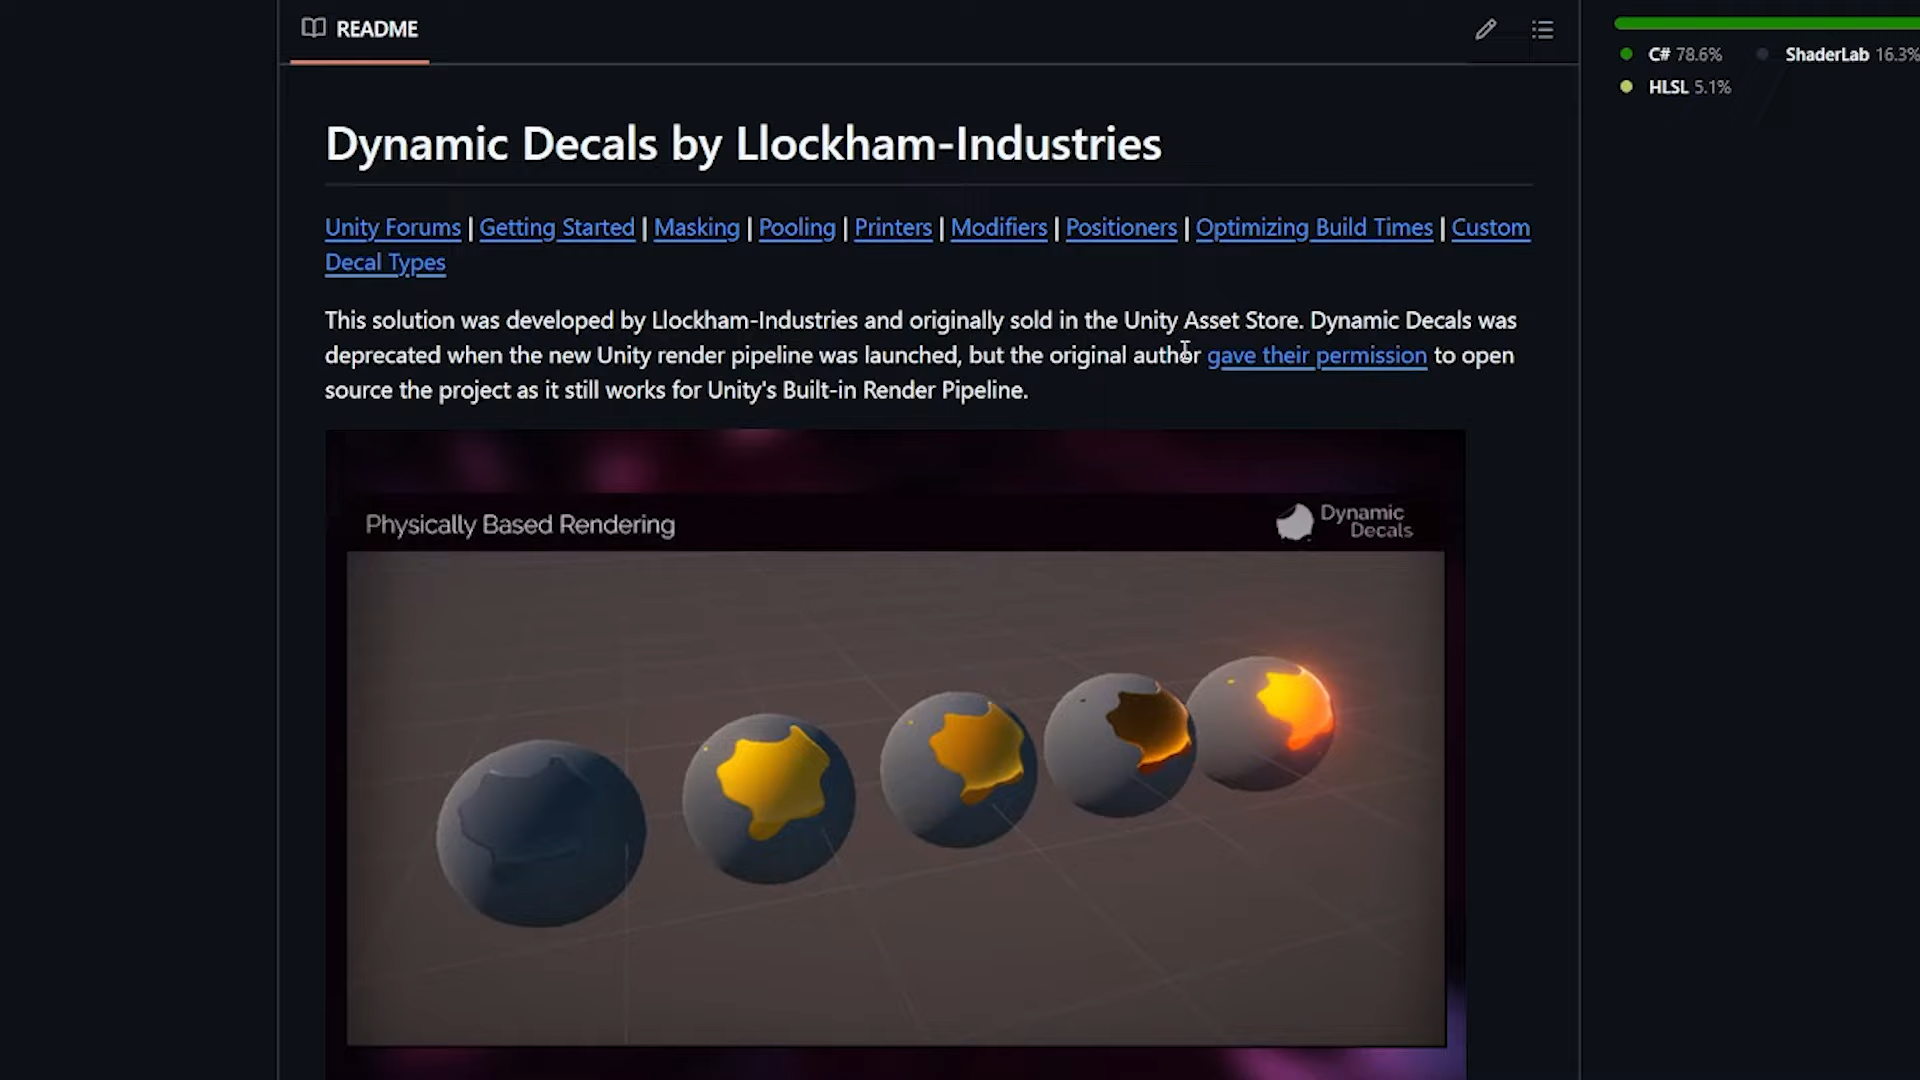 README
C# 78.6% ShaderLab 16.3%
HLSL 5.1%
Dynamic Decals by Llockham-Industries
Unity Forums | Getting Started | Masking | Pooling | Printers | Modifiers | Positioners | Optimizing Build Times | Custom
Decal Types
This solution was developed by Llockham-Industries and originally sold in the Unity Asset Store. Dynamic Decals was
deprecated when the new Unity render pipeline was launched, but the original author gave their permission to open
source the project as it still works for Unity's Built-in Render Pipeline.
Physically Based Rendering
Dynamic
Decals